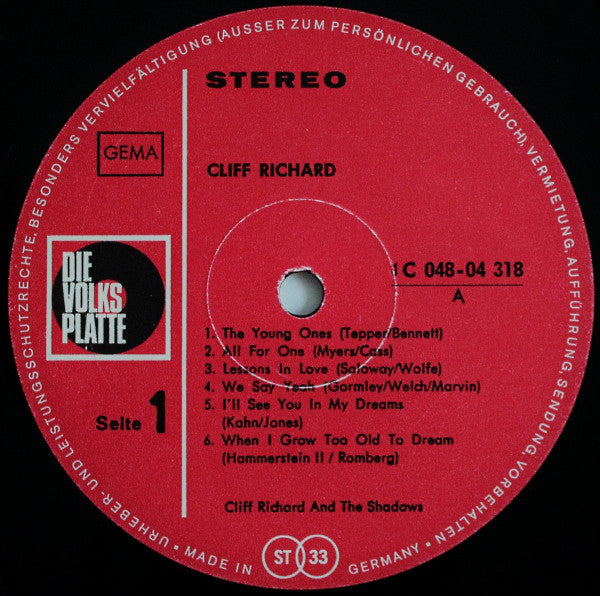 URHEBER- UND LEISTUNGSSCHUTZRECHTE, BESONDERS VERVIELFÄLTIGUNG (AUSSER ZUM PERSÖNLICHEN GEBRAUCH), VERMIETUNG, AUFFÜHRUNG, SENDUNG, VORBEHALTEN •
STEREO
GEMA
CLIFF RICHARD
DIE
VOLKS
PLATTE
1 C 048-04 318
A
1. The Young Ones (Tepper/Bennett)
2. All For One (Myers/Cass)
3. Lessons In Love (Soloway/Wolfe)
4. We Say Yeah (Gormley/Welch/Marvin)
5. I'll See You In My Dreams
(Kahn/Jones)
6. When I Grow Too Old To Dream
(Hammerstein II / Romberg)
Seite 1
Cliff Richard And The Shadows
• MADE IN ST 33 GERMANY •